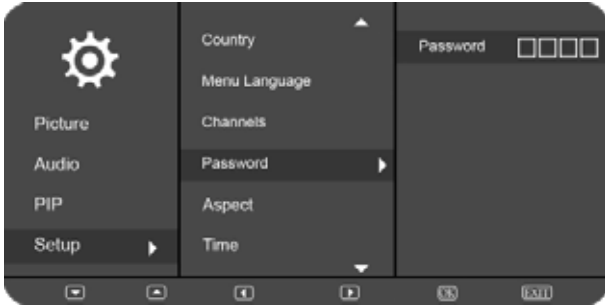 Picture
Audio
PIP
Setup
Country
Menu Language
Channels
Password
Aspect
Time
Password
OK
EXIT